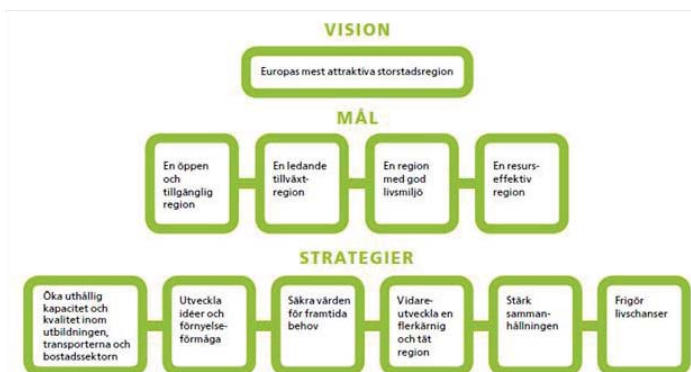 VISION
Europas mest attraktiva storstadsregion
MÅL
En öppen
och
tillgänglig
region
En ledande
tillväxt-
region
En region
med god
livsmiljö
En resurs-
effektiv
region
STRATEGIER
Öka uthållig
kapacitet och
kvalitet inom
utbildningen,
transporterna och
bostadssektorn
Utveckla
idéer och
förnyelse-
förmåga
Säkra värden
för framtida
behov
Vidare-
utveckla en
flerkärnig
och tät
region
Stärk
samman-
hållningen
Frigör
livschanser